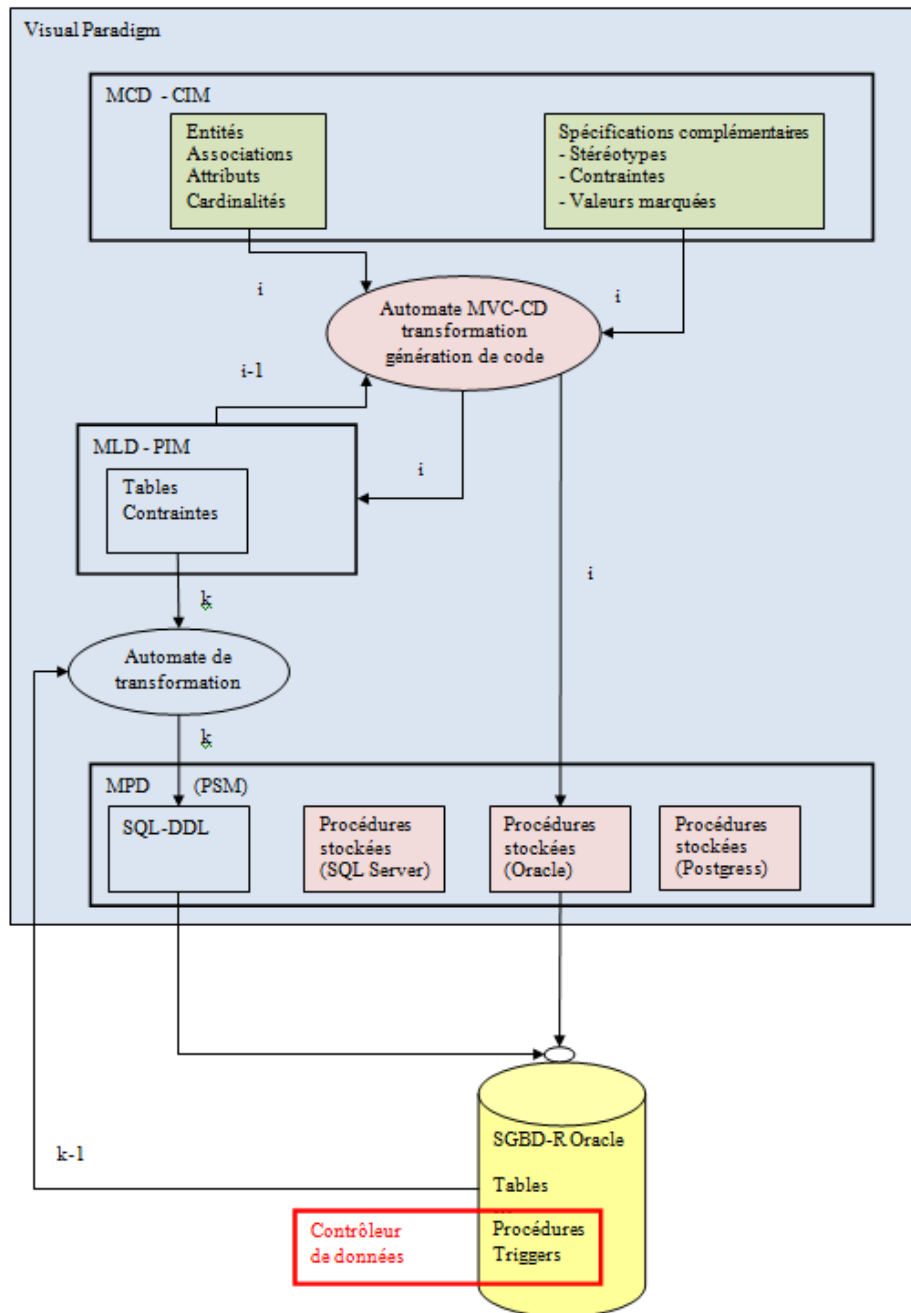 Visual Paradigm
MCD - CIM
Entités
Associations
Attributs
Cardinalités
Spécifications complémentaires
- Stéréotypes
- Contraintes
- Valeurs marquées
i
i
Automate MVC-CD
transformation
génération de code
i-1
MLD - PIM
Tables
Contraintes
i
i
k
Automate de
transformation
k
MPD (PSM)
SQL-DDL
Procédures
stockées
(SQL Server)
Procédures
stockées
(Oracle)
Procédures
stockées
(Postgress)
k-1
SGBD-R Oracle
Tables
...
Procédures
Triggers
Contrôleur
de données